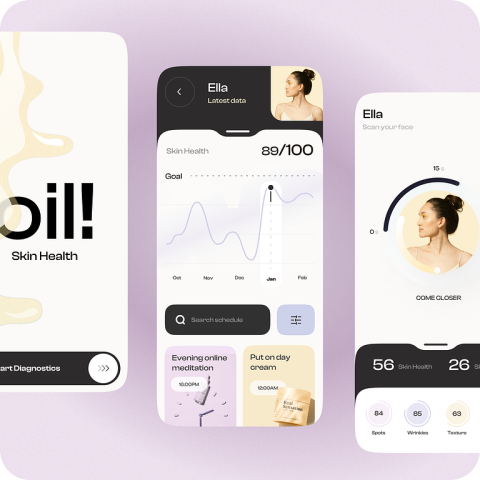 oil!
Skin Health
art Diagnostics
Ella
Latest data
Skin Health
89/100
Goal
Oct
Nov
Dec
Jan
Feb
Search schedule
Evening online
meditation
10:00PM
Put on day
cream
12:00AM
Ella
Scan your face
15
0
COME CLOSER
56 Skin Health
26
84
85
63
Spots
Wrinkles
Texture